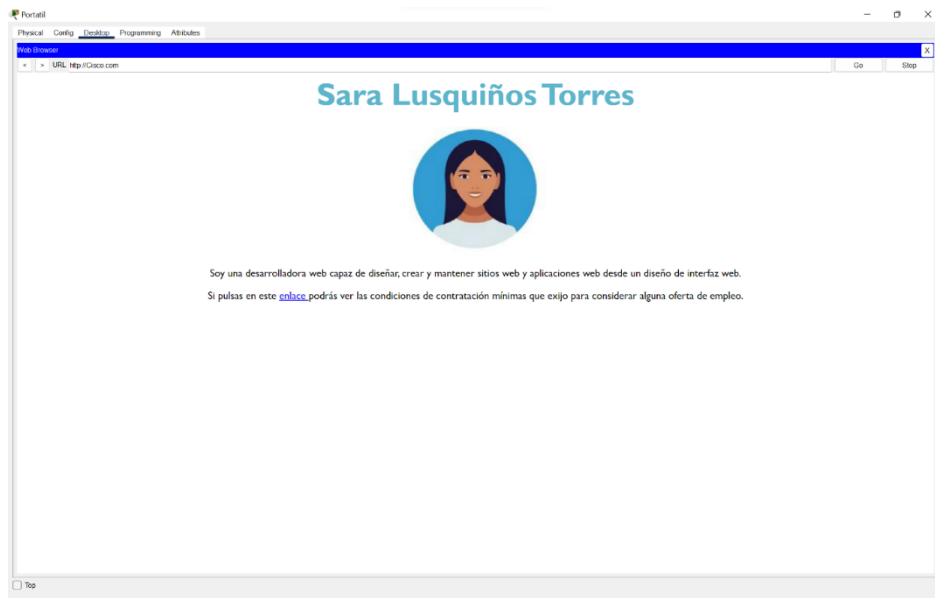 Portatil
Physical Config Desktop Programming Attributes
Web Browser X
< > URL http://Cisco.com Go Stop
Sara Lusquiños Torres
Soy una desarrolladora web capaz de diseñar, crear y mantener sitios web y aplicaciones web desde un diseño de interfaz web.
Si pulsas en este enlace podrás ver las condiciones de contratación mínimas que exijo para considerar alguna oferta de empleo.
Top